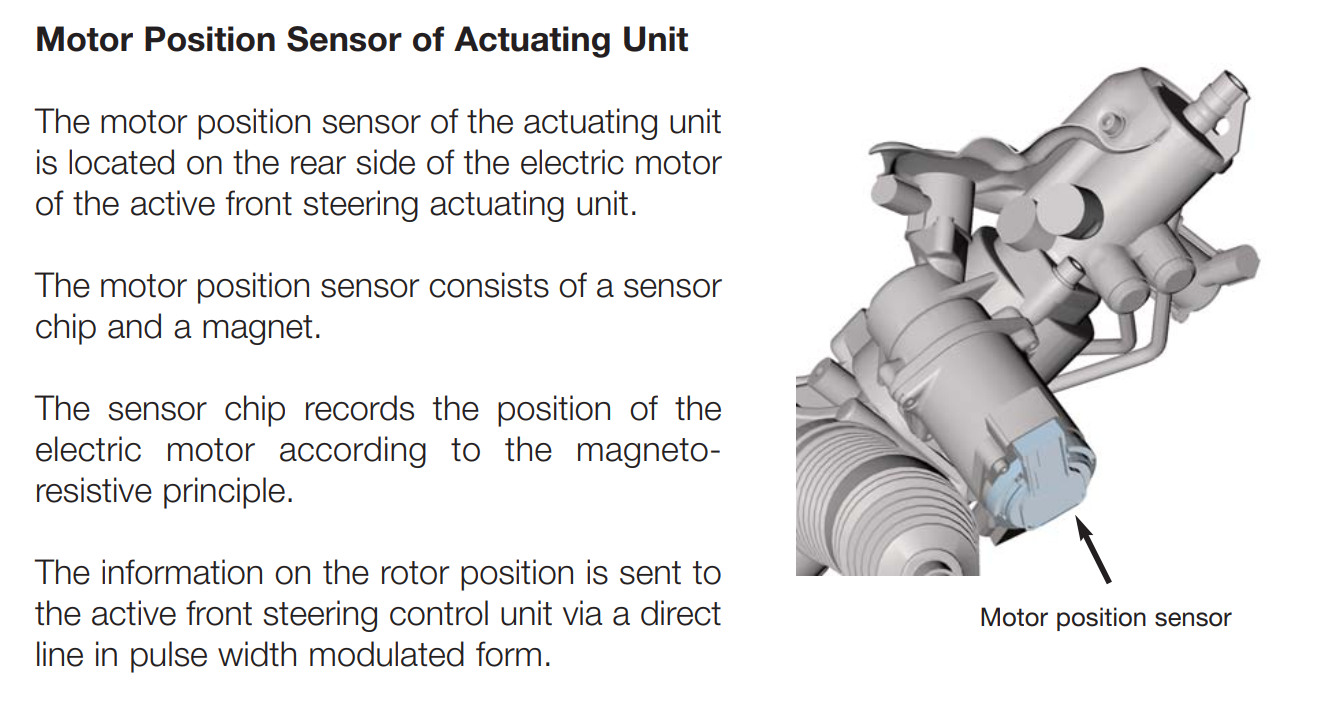 Motor Position Sensor of Actuating Unit
The motor position sensor of the actuating unit
is located on the rear side of the electric motor
of the active front steering actuating unit.
The motor position sensor consists of a sensor
chip and a magnet.
The sensor chip records the position of the
electric motor according to the magneto-
resistive principle.
The information on the rotor position is sent to
the active front steering control unit via a direct
line in pulse width modulated form.
Motor position sensor